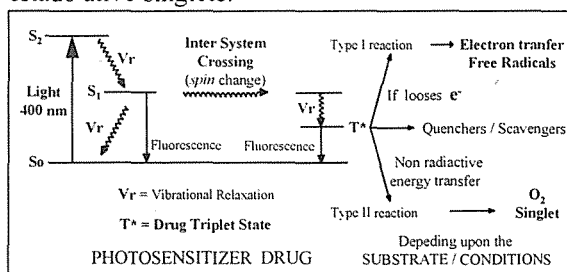 S2
Vr
Inter System
Crossing
(spin change)
Light
400 nm
S1
Vr
Fluorescence
So
Vr
T*
Fluorescence
Type I reaction
Electron tranfer
Free Radicals
If looses e-
Quenchers / Scavengers
Non radiactive
energy transfer
Type II reaction
O2
Singlet
Vr = Vibrational Relaxation
T* = Drug Triplet State
PHOTOSENSITIZER DRUG
Depeding upon the
SUBSTRATE / CONDITIONS